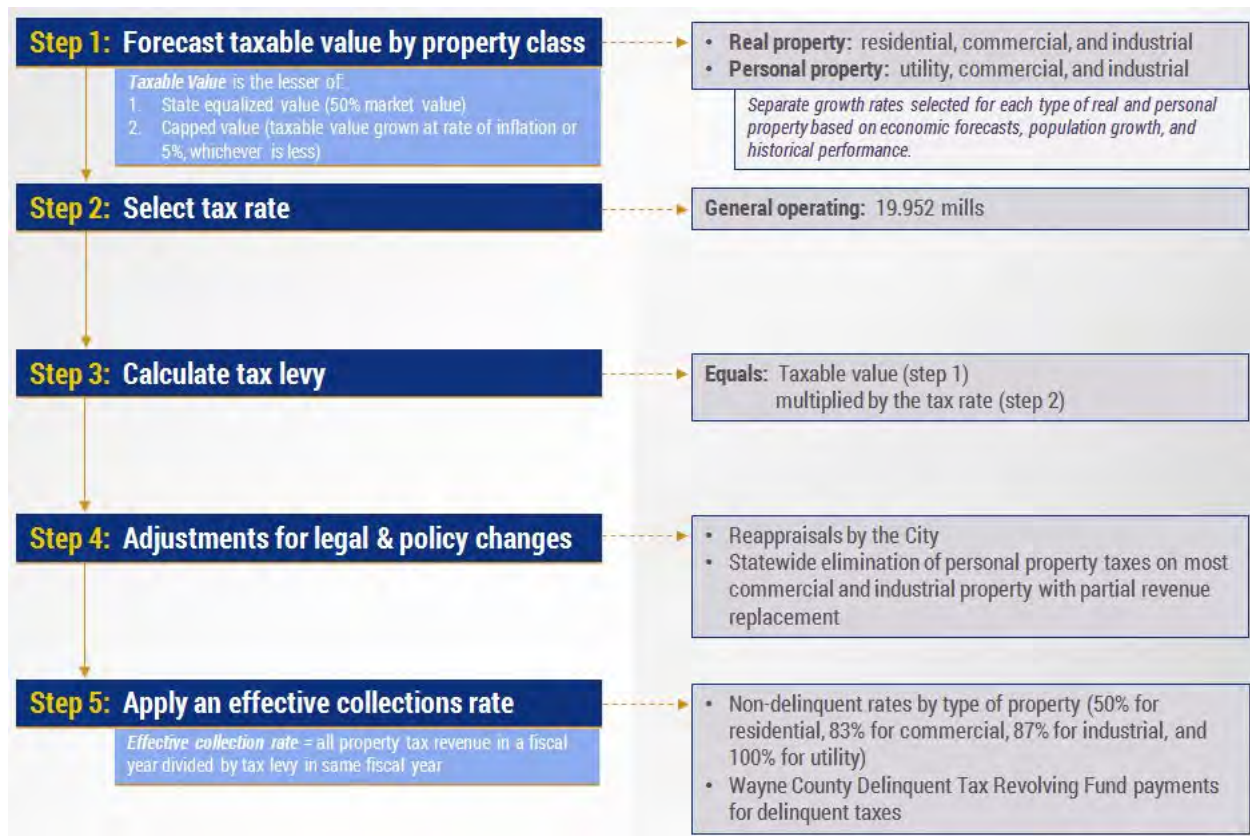 Step 1: Forecast taxable value by property class
Taxable Value is the lesser of:
1. State equalized value (50% market value)
2. Capped value (taxable value grown at rate of inflation or
5%, whichever is less)
• Real property: residential, commercial, and industrial
• Personal property: utility, commercial, and industrial
Separate growth rates selected for each type of real and personal
property based on economic forecasts, population growth, and
historical performance.
Step 2: Select tax rate
General operating: 19.952 mills
Step 3: Calculate tax levy
Equals: Taxable value (step 1)
multiplied by the tax rate (step 2)
Step 4: Adjustments for legal & policy changes
• Reappraisals by the City
• Statewide elimination of personal property taxes on most
commercial and industrial property with partial revenue
replacement
Step 5: Apply an effective collections rate
Effective collection rate = all property tax revenue in a fiscal
year divided by tax levy in same fiscal year
• Non-delinquent rates by type of property (50% for
residential, 83% for commercial, 87% for industrial, and
100% for utility)
• Wayne County Delinquent Tax Revolving Fund payments
for delinquent taxes